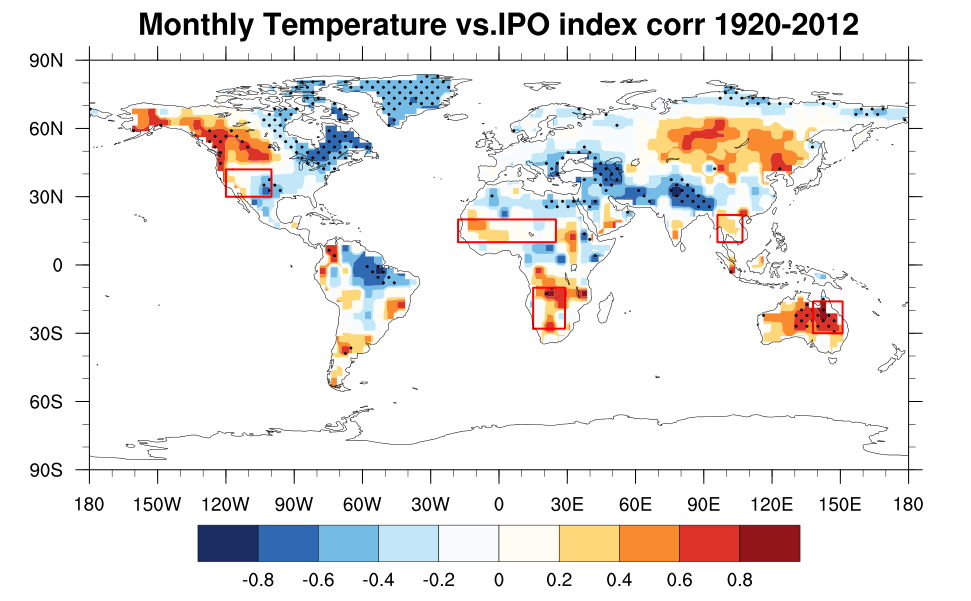 Monthly Temperature vs.IPO index corr 1920-2012
90N
60N
30N
0
30S
60S
90S
180 150W 120W 90W 60W 30W 0 30E 60E 90E 120E 150E 180
-0.8 -0.6 -0.4 -0.2 0 0.2 0.4 0.6 0.8